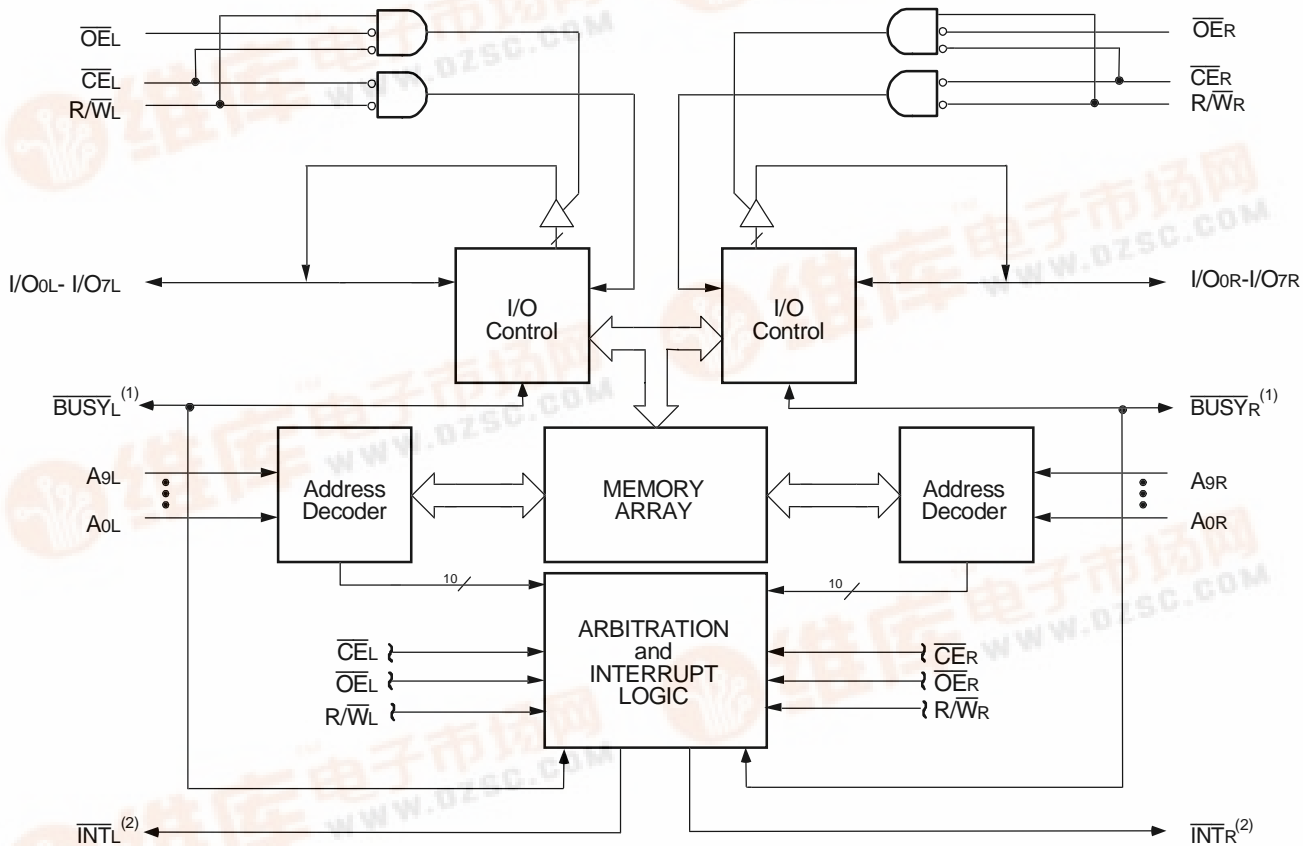 OEL
CEL
R/WL
OER
CER
R/WR
I/O0L- I/O7L
I/O Control
I/O Control
I/O0R-I/O7R
BUSYL(1)
BUSYR(1)
A9L
A0L
Address Decoder
MEMORY ARRAY
Address Decoder
A9R
A0R
10
10
ARBITRATION and INTERRUPT LOGIC
CEL
OEL
R/WL
CER
OER
R/WR
INTL(2)
INTR(2)
维库电子市场网
WWW.DZSC.COM